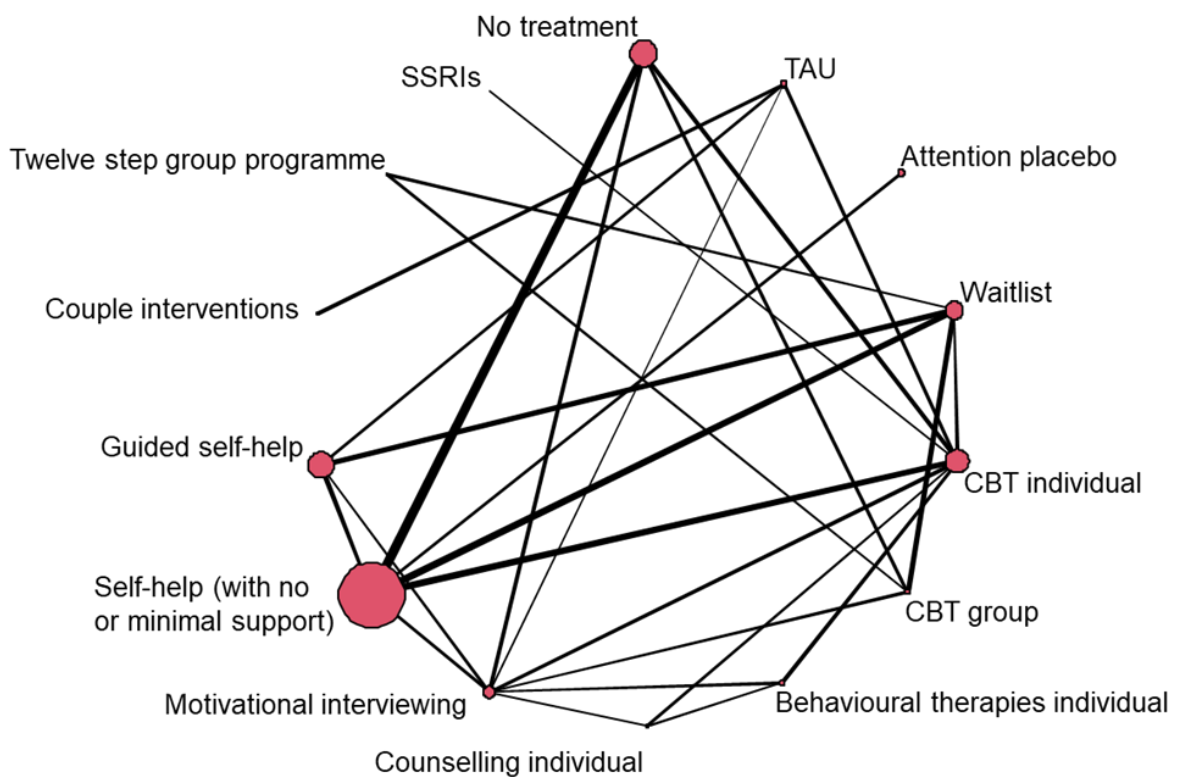 No treatment
SSRIs
TAU
Twelve step group programme
Attention placebo
Couple interventions
Waitlist
Guided self-help
CBT individual
Self-help (with no
or minimal support)
CBT group
Motivational interviewing
Behavioural therapies individual
Counselling individual